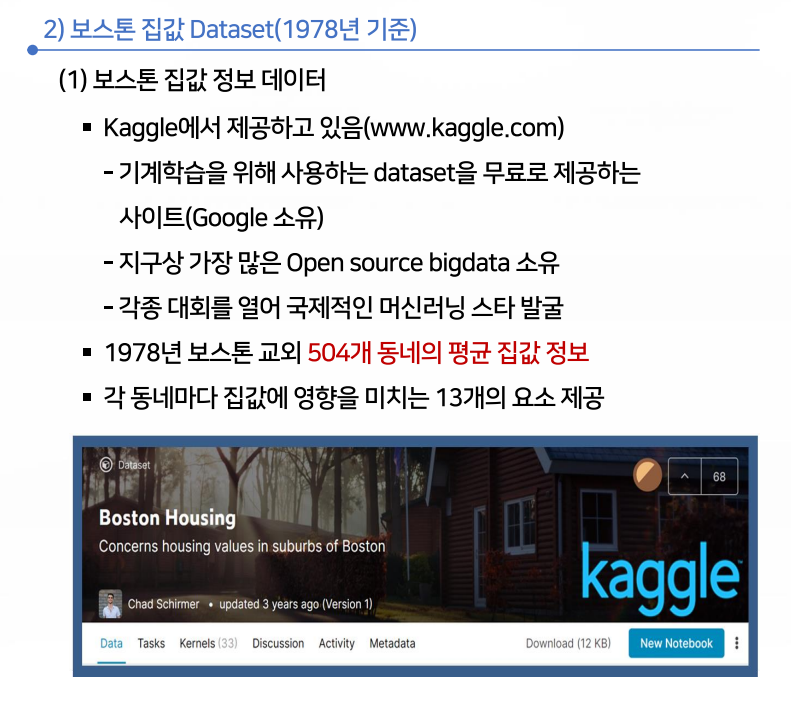 2) 보스톤 집값 Dataset(1978년 기준)
(1) 보스톤 집값 정보 데이터
▪ Kaggle에서 제공하고 있음(www.kaggle.com)
- 기계학습을 위해 사용하는 dataset을 무료로 제공하는
사이트(Google 소유)
- 지구상 가장 많은 Open source bigdata 소유
- 각종 대회를 열어 국제적인 머신러닝 스타 발굴
▪ 1978년 보스톤 교외 504개 동네의 평균 집값 정보
▪ 각 동네마다 집값에 영향을 미치는 13개의 요소 제공
Dataset
68
Boston Housing
Concerns housing values in suburbs of Boston
kaggle
Chad Schirmer • updated 3 years ago (Version 1)
Data Tasks Kernels (33) Discussion Activity Metadata Download (12 KB) New Notebook